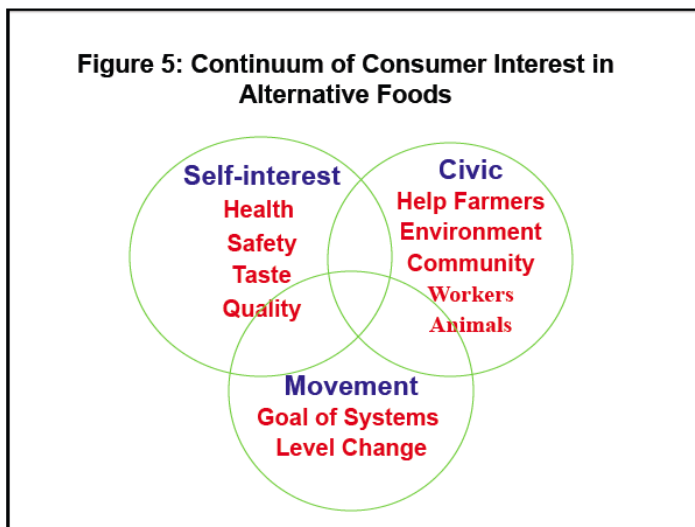 Figure 5: Continuum of Consumer Interest in
Alternative Foods
Self-interest
Health
Safety
Taste
Quality
Civic
Help Farmers
Environment
Community
Workers
Animals
Movement
Goal of Systems
Level Change